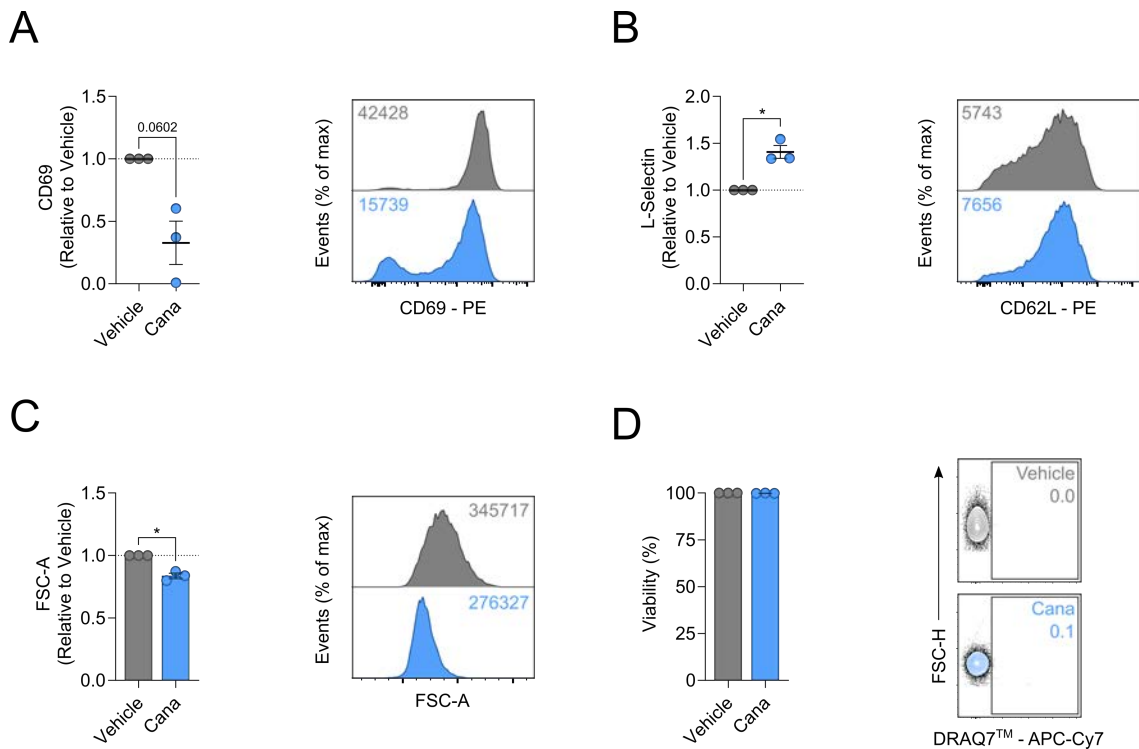 A
CD69
(Relative to Vehicle)
1.5
1.0
0.5
0.0
0.0602
Vehicle
Cana
Events (% of max)
42428
15739
CD69 - PE
B
L-Selectin
(Relative to Vehicle)
2.0
1.5
1.0
0.5
0.0
*
Vehicle
Cana
Events (% of max)
5743
7656
CD62L - PE
C
FSC-A
(Relative to Vehicle)
1.5
1.0
0.5
0.0
*
Vehicle
Cana
Events (% of max)
345717
276327
FSC-A
D
Viability (%)
100
75
50
25
0
Vehicle
Cana
FSC-H
Vehicle
0.0
Cana
0.1
DRAQ7™ - APC-Cy7